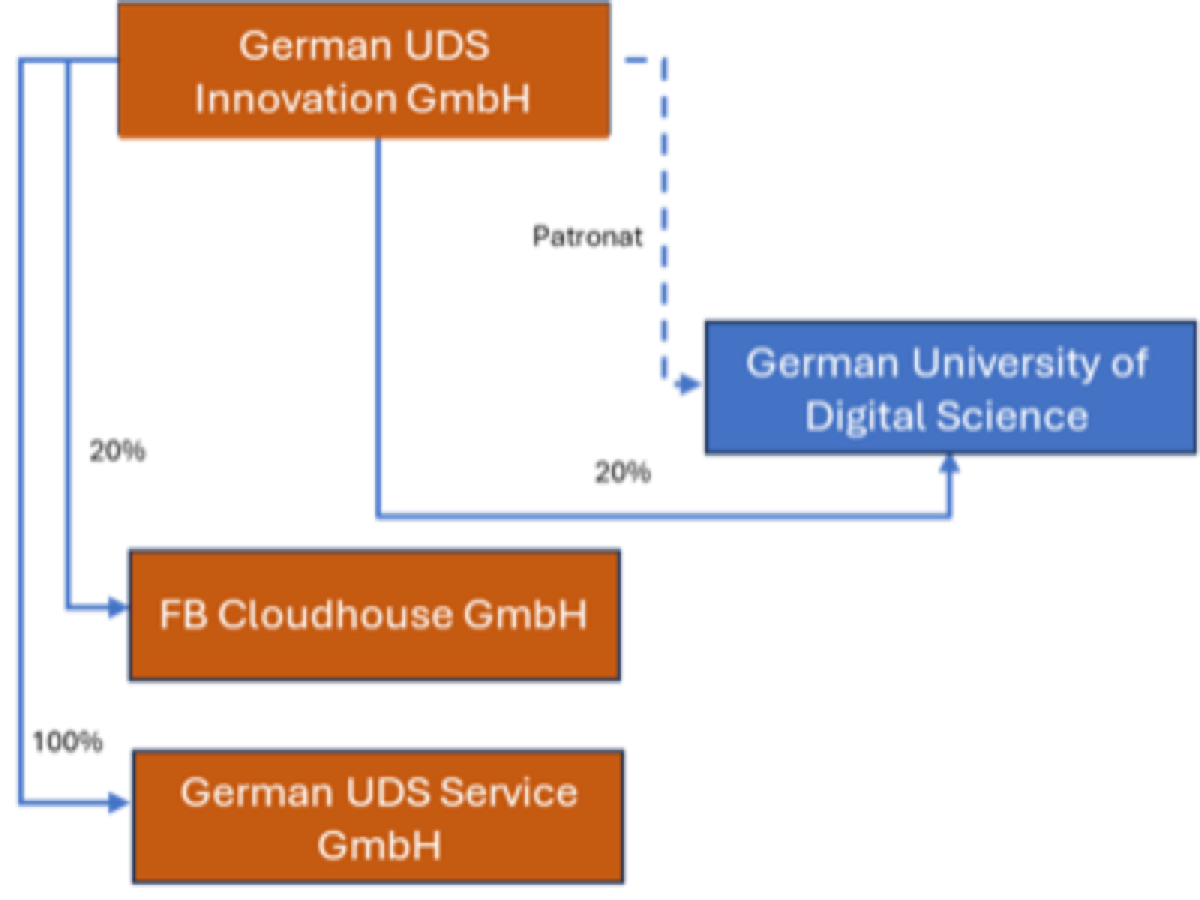 German UDS
Innovation GmbH
Patronat
German University of
Digital Science
20%
20%
FB Cloudhouse GmbH
100%
German UDS Service
GmbH